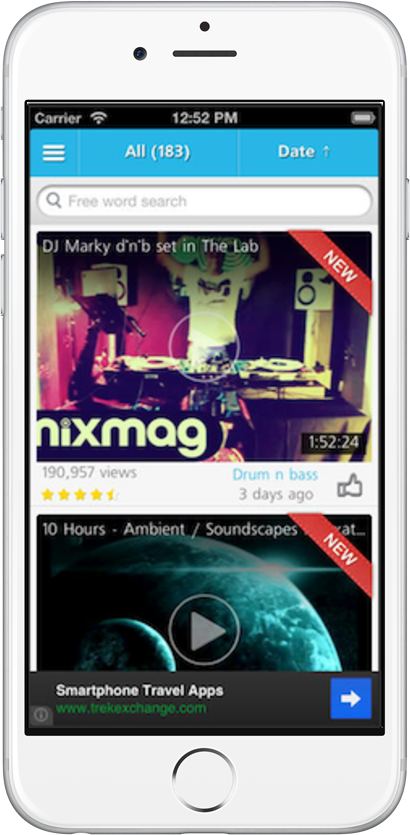 Carrier 12:52 PM
All (183) Date ↑
Free word search
DJ Marky d'n'b set in The Lab
NEW
nixmag
1:52:24
190,957 views Drum n bass
3 days ago
10 Hours - Ambient / Soundscapes
NEW
Smartphone Travel Apps
www.trekexchange.com